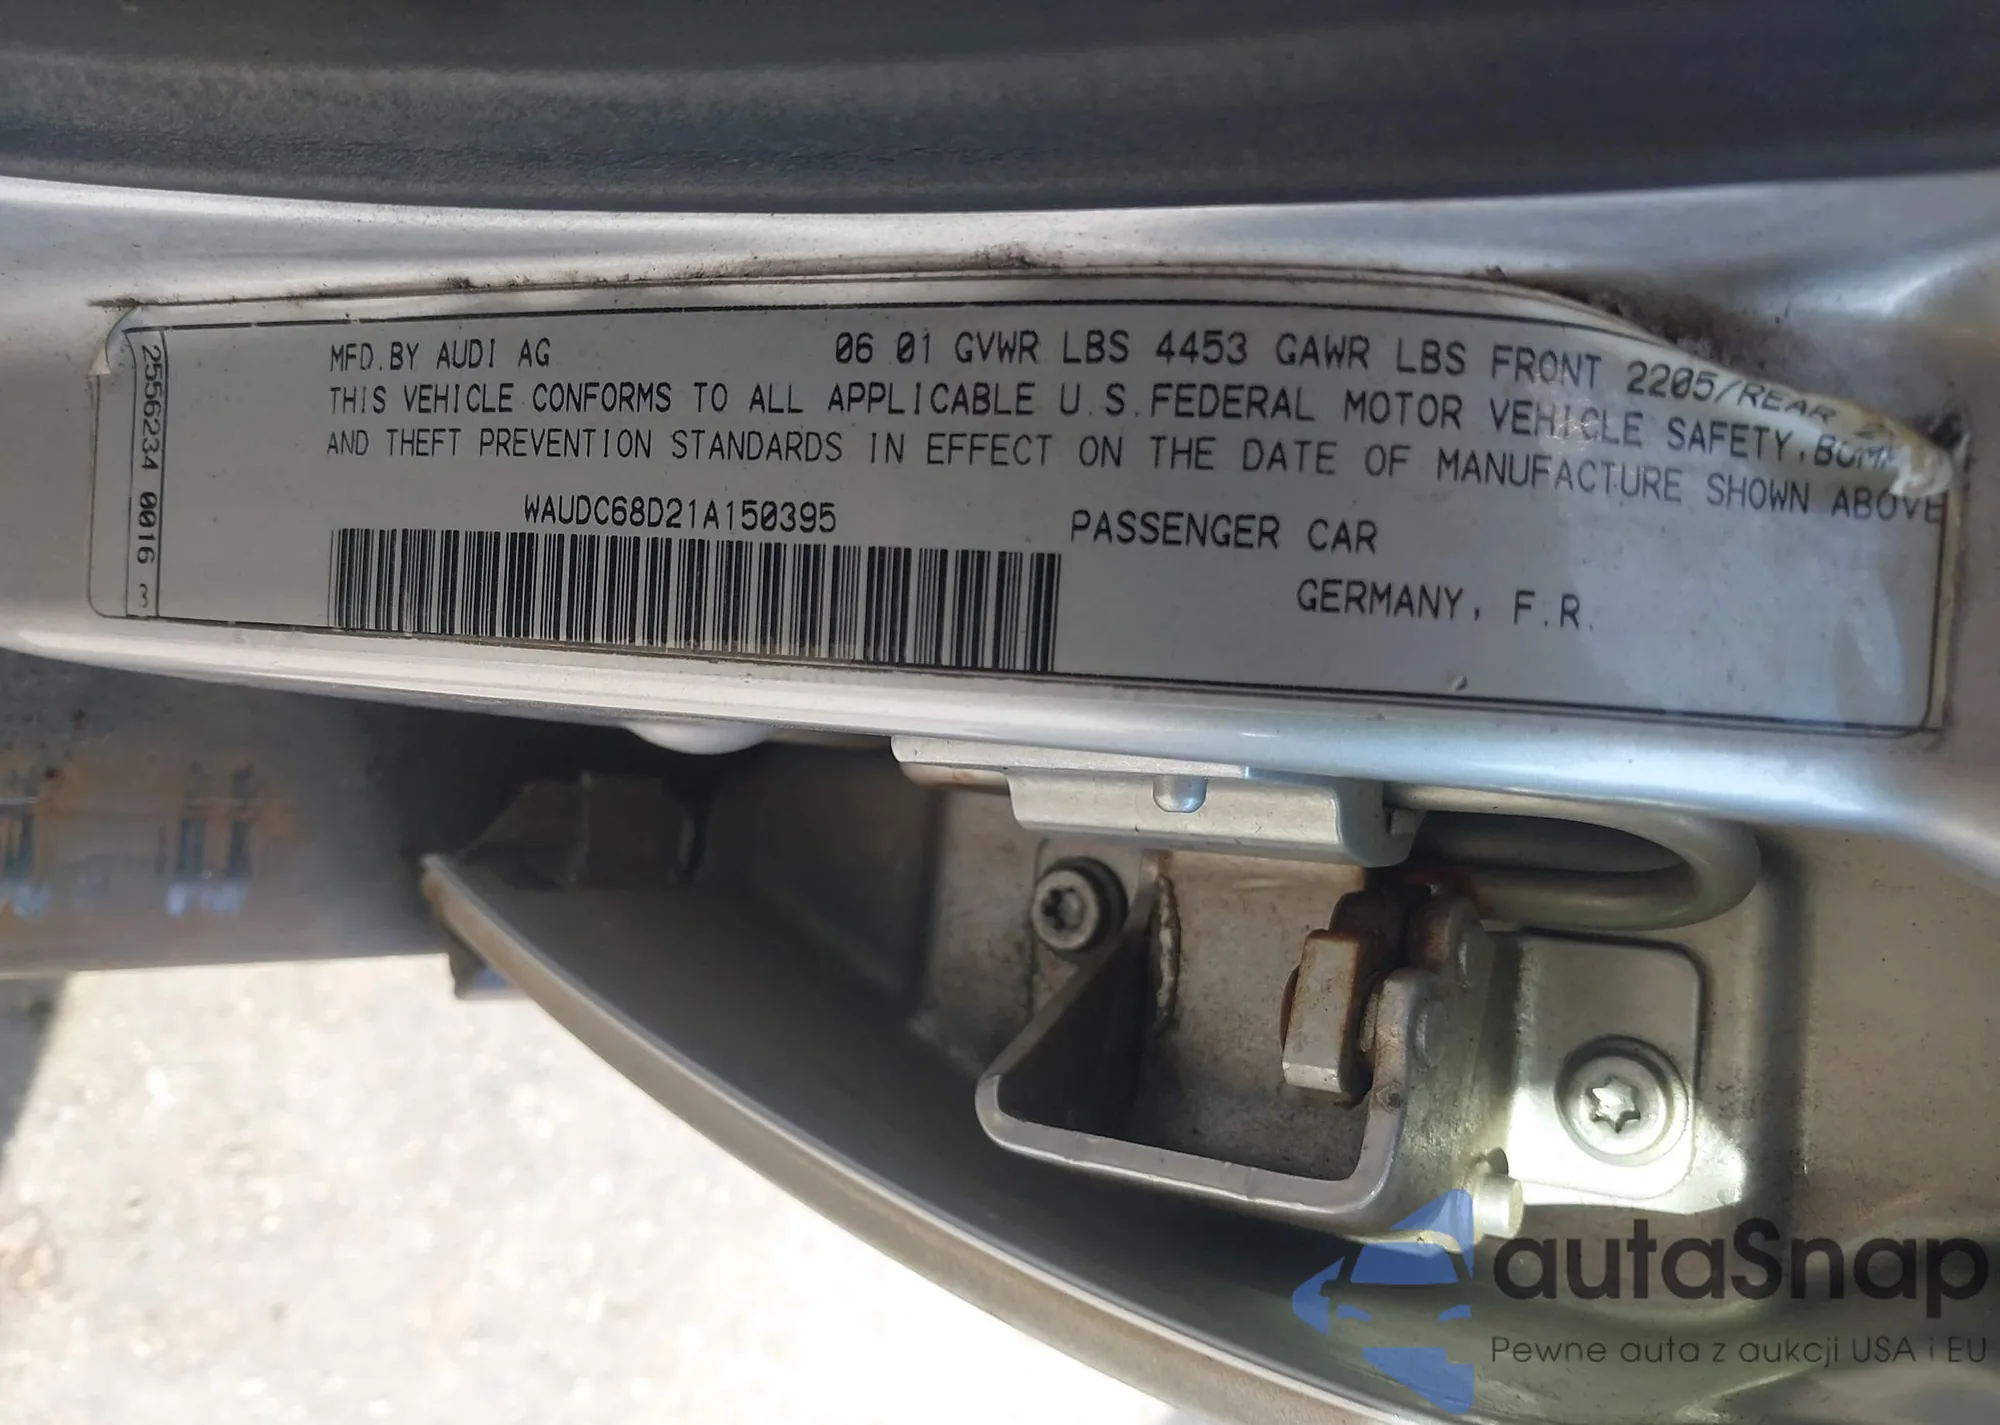 MFD.BY AUDI AG 06 01 GVWR LBS 4453 GAWR LBS FRONT 2205/REAR
THIS VEHICLE CONFORMS TO ALL APPLICABLE U.S.FEDERAL MOTOR VEHICLE SAFETY,
AND THEFT PREVENTION STANDARDS IN EFFECT ON THE DATE OF MANUFACTURE SHOWN ABOVE
WAUDC68D21A150395
PASSENGER CAR
GERMANY, F.R.
2556234 0016 3
autaSnap
Pewne auta z aukcji USA i EU